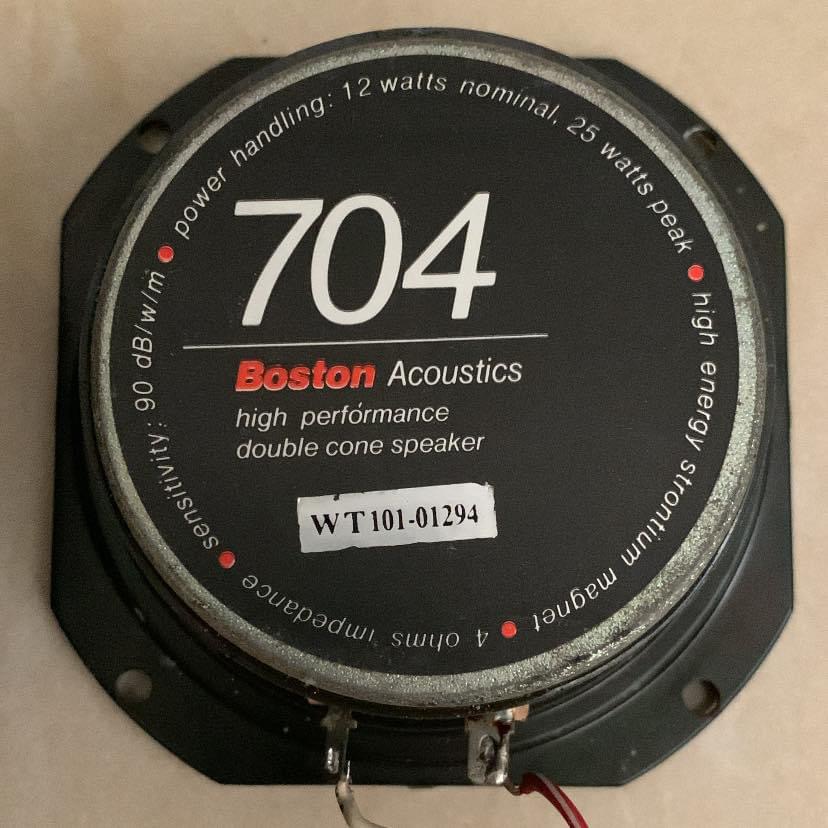 704
Boston Acoustics
high performance
double cone speaker
WT101-01294
power handling: 12 watts nominal, 25 watts peak • high energy strontium magnet • 4 ohms impedance • sensitivity: 90 dB/w/m •